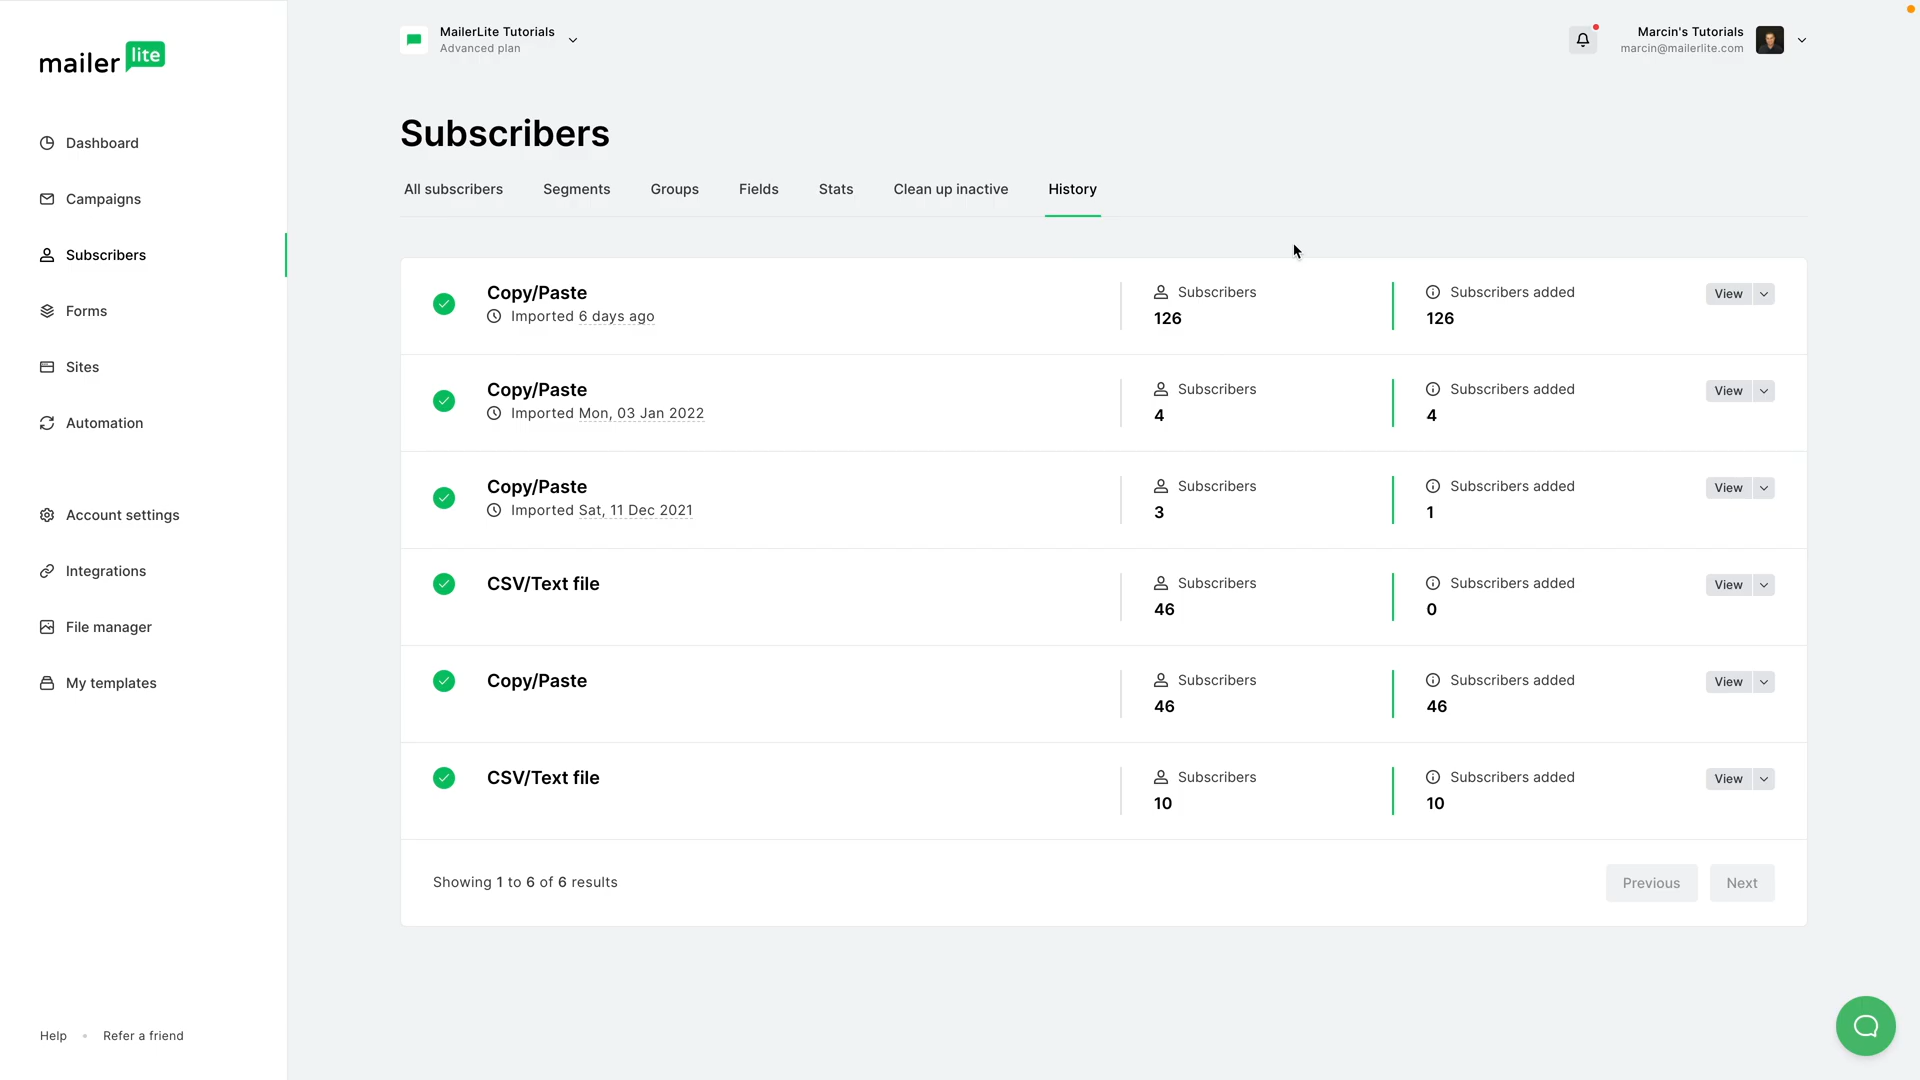 mailer lite
Dashboard
Campaigns
Subscribers
Forms
Sites
Automation
Account settings
Integrations
File manager
My templates
Help • Refer a friend
MailerLite Tutorials
Advanced plan
Marcin's Tutorials
marcin@mailerlite.com
Subscribers
All subscribers Segments Groups Fields Stats Clean up inactive History
Copy/Paste
Imported 6 days ago
Subscribers
126
Subscribers added
126
View
Copy/Paste
Imported Mon, 03 Jan 2022
Subscribers
4
Subscribers added
4
View
Copy/Paste
Imported Sat, 11 Dec 2021
Subscribers
3
Subscribers added
1
View
CSV/Text file
Subscribers
46
Subscribers added
0
View
Copy/Paste
Subscribers
46
Subscribers added
46
View
CSV/Text file
Subscribers
10
Subscribers added
10
View
Showing 1 to 6 of 6 results
Previous Next